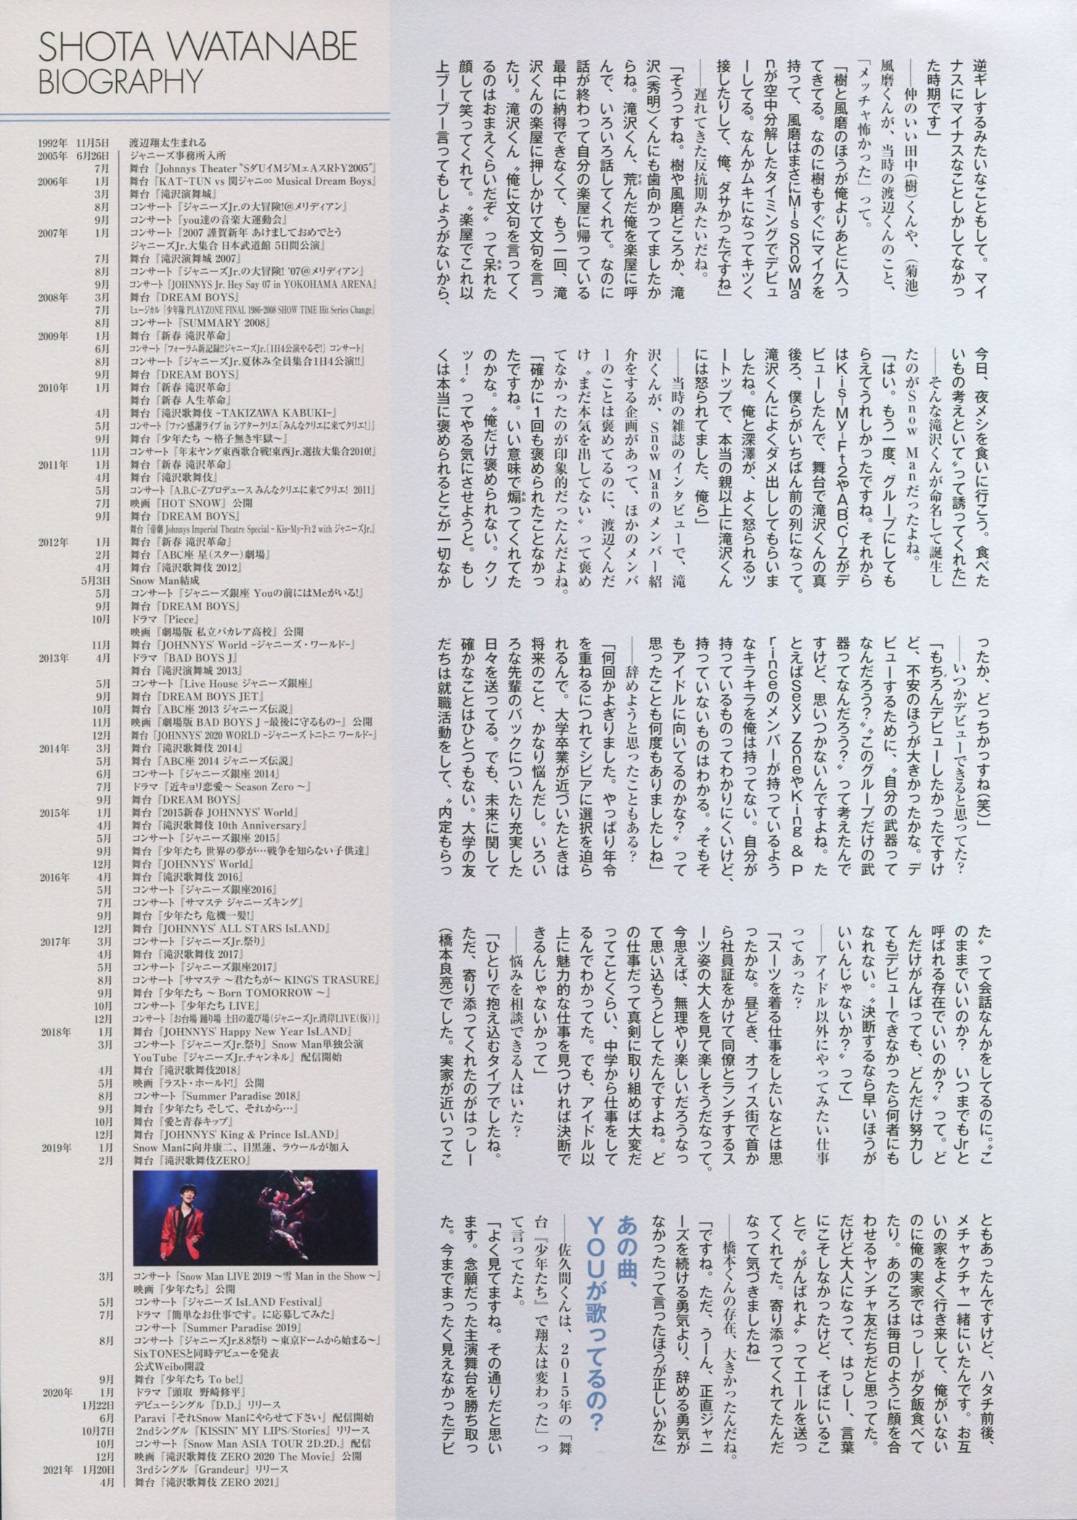 SHOTA WATANABE
BIOGRAPHY
1992年 11月5日 渡辺翔太生まれる
2005年 6月26日 ジャニーズ事務所入所
7月 舞台『Johnnys Theater "SダリィMジMェAスRトY2005"』
2006年 1月 舞台『KAT-TUN vs 関ジャニ∞ Musical Dream Boys』
3月 舞台『滝沢演舞城』
8月 コンサート『ジャニーズJr.の大冒険!@メリディアン』
9月 コンサート『you達の音楽大運動会』
2007年 1月 コンサート『2007 謹賀新年 あけましておめでとう
ジャニーズJr.大集合 日本武道館 5日間公演』
7月 舞台『滝沢演舞城 2007』
8月 コンサート『ジャニーズJr.の大冒険! '07@メリディアン』
9月 コンサート『JOHNNYS Jr. Hey Say 07 in YOKOHAMA ARENA』
2008年 3月 舞台『DREAM BOYS』
7月 ミュージカル『少年隊 PLAYZONE FINAL 1986-2008 SHOW TIME Hit Series Change』
8月 コンサート『SUMMARY 2008』
2009年 1月 舞台『新春 滝沢革命』
6月 コンサート『フォーラム新記録!!ジャニーズJr.「1日4公演やるぞ!」コンサート』
8月 コンサート『ジャニーズJr.夏休み全員集合1日4公演!!』
9月 舞台『DREAM BOYS』
2010年 1月 舞台『新春 滝沢革命』
舞台『新春 人生革命』
4月 舞台『滝沢歌舞伎 -TAKIZAWA KABUKI-』
5月 コンサート『ファン感謝ライブ in シアタークリエ「みんなクリエに来てクリエ!」』
9月 舞台『少年たち ～格子無き牢獄～』
11月 コンサート『年末ヤング東西歌合戦!東西Jr.選抜大集合2010!』
2011年 1月 舞台『新春 滝沢革命』
4月 舞台『滝沢歌舞伎』
5月 コンサート『A.B.C-Zプロデュース みんなクリエに来てクリエ! 2011』
7月 映画『HOT SNOW』公開
9月 舞台『DREAM BOYS』
舞台『帝劇 Johnnys Imperial Theatre Special - Kis-My-Ft2 with ジャニーズJr.』
2012年 1月 舞台『新春 滝沢革命』
2月 舞台『ABC座 星(スター)劇場』
4月 舞台『滝沢歌舞伎 2012』
5月3日 Snow Man結成
5月 コンサート『ジャニーズ銀座 Youの前にはMeがいる!』
9月 舞台『DREAM BOYS』
10月 ドラマ『Piece』
映画『劇場版 私立バカレア高校』公開
11月 舞台『JOHNNYS' World -ジャニーズ・ワールド-』
2013年 4月 ドラマ『BAD BOYS J』
舞台『滝沢演舞城 2013』
5月 コンサート『Live House ジャニーズ銀座』
9月 舞台『DREAM BOYS JET』
10月 舞台『ABC座 2013 ジャニーズ伝説』
11月 映画『劇場版 BAD BOYS J -最後に守るもの-』公開
12月 舞台『JOHNNYS' 2020 WORLD -ジャニーズ トニトニ ワールド-』
2014年 3月 舞台『滝沢歌舞伎 2014』
5月 舞台『ABC座 2014 ジャニーズ伝説』
6月 コンサート『ジャニーズ銀座 2014』
7月 ドラマ『近キョリ恋愛～ Season Zero ～』
9月 舞台『DREAM BOYS』
2015年 1月 舞台『2015新春 JOHNNYS' World』
4月 舞台『滝沢歌舞伎 10th Anniversary』
5月 コンサート『ジャニーズ銀座 2015』
9月 舞台『少年たち 世界の夢が…戦争を知らない子供達』
12月 舞台『JOHNNYS' World』
2016年 4月 舞台『滝沢歌舞伎 2016』
5月 コンサート『ジャニーズ銀座2016』
7月 コンサート『サマステ ジャニーズキング』
9月 舞台『少年たち 危機一髪!』
12月 舞台『JOHNNYS' ALL STARS IsLAND』
2017年 3月 コンサート『ジャニーズJr.祭り』
4月 舞台『滝沢歌舞伎 2017』
5月 コンサート『ジャニーズ銀座2017』
8月 コンサート『サマステ ～君たちが～ KING'S TRASURE』
9月 舞台『少年たち ～ Born TOMORROW ～』
10月 コンサート『少年たち LIVE』
12月 コンサート『お台場 踊り場 土日の遊び場(ジャニーズJr.湾岸LIVE(仮))』
2018年 1月 舞台『JOHNNYS' Happy New Year IsLAND』
3月 コンサート『ジャニーズJr.祭り』Snow Man単独公演
YouTube『ジャニーズJr.チャンネル』配信開始
4月 舞台『滝沢歌舞伎2018』
5月 映画『ラスト・ホールド!』公開
8月 コンサート『Summer Paradise 2018』
9月 舞台『少年たち そして、それから…』
10月 舞台『愛と青春キップ』
12月 舞台『JOHNNYS' King & Prince IsLAND』
2019年 1月 Snow Manに向井康二、目黒蓮、ラウールが加入
2月 舞台『滝沢歌舞伎ZERO』
3月 コンサート『Snow Man LIVE 2019 ～雪 Man in the Show～』
映画『少年たち』公開
5月 コンサート『ジャニーズ IsLAND Festival』
7月 ドラマ『簡単なお仕事です。に応募してみた』
コンサート『Summer Paradise 2019』
8月 コンサート『ジャニーズJr.8.8祭り ～東京ドームから始まる～』
SixTONESと同時デビューを発表
公式Weibo開設
9月 舞台『少年たち To be!』
2020年 1月 ドラマ『頭取 野崎修平』
1月22日 デビューシングル『D.D.』リリース
6月 Paravi『それSnow Manにやらせて下さい』配信開始
10月7日 2ndシングル『KISSIN' MY LIPS/Stories』リリース
10月 コンサート『Snow Man ASIA TOUR 2D.2D.』配信
12月 映画『滝沢歌舞伎 ZERO 2020 The Movie』公開
2021年 1月20日 3rdシングル『Grandeur』リリース
4月 舞台『滝沢歌舞伎 ZERO 2021』
逆ギレするみたいなこともして。マイ
ナスにマイナスなことしかしてなかっ
た時期です」
――仲のいい田中(樹)くんや、(菊池)
風磨くんが、当時の渡辺くんのこと、
「メッチャ怖かった」って。
「樹と風磨のほうが俺よりあとに入っ
てきてる。なのに樹もすぐにマイクを
持って、風磨はまさにMis Snow Ma
nが空中分解したタイミングでデビュ
ーしてる。なんかムキになってキツく
接したりして、俺、ダサかったですね」
――遅れてきた反抗期みたいだね。
「そうっすね。樹や風磨どころか、滝
沢(秀明)くんにも歯向かってましたか
らね。滝沢くん、荒んだ俺を楽屋に呼
んで、いろいろ話してくれて。なのに
話が終わって自分の楽屋に帰っている
最中に納得できなくて、もう一回、滝
沢くんの楽屋に押しかけて文句を言っ
たり。滝沢くん〝俺に文句を言ってく
るのはおまえくらいだぞ〟って呆れた
顔して笑ってくれて。〝楽屋でこれ以
上ブーブー言ってもしょうがないから、
今日、夜メシを食いに行こう。食べた
いもの考えといて〟って誘ってくれた」
――そんな滝沢くんが命名して誕生し
たのがSnow Manだったよね。
「はい。もう一度、グループにしても
らえてうれしかったですね。それから
はKis-My-Ft2やA.B.C-Zがデ
ビューしたんで、舞台で滝沢くんの真
後ろ、僕らがいちばん前の列になって。
滝沢くんによくダメ出ししてもらいま
したね。俺と深澤が、よく怒られるツ
ートップで、本当の親以上に滝沢くん
には怒られてました、俺ら」
――当時の雑誌のインタビューで、滝
沢くんが、Snow Manのメンバー紹
介をする企画があって、ほかのメンバ
ーのことは褒めてるのに、渡辺くんだ
け〝まだ本気を出してない〟って褒め
てなかったのが印象的だったんだよね。
「確かに1回も褒められたことなかっ
たですね。いい意味で煽ってくれてた
のかな。〝俺だけ褒められない。クソ
ッ！〟ってやる気にさせようと。もし
くは本当に褒められるとこが一切なか
ったか、どっちかっすね(笑)」
――いつかデビューできると思ってた？
「もちろんデビューしたかったですけ
ど、不安のほうが大きかったかな。デ
ビューするために、〝自分の武器って
なんだろう？〟〝このグループだけの武
器ってなんだろう？〟って考えたんで
すけど、思いつかないんですよね。た
とえばSexy ZoneやKing & P
rinceのメンバーが持っているよう
なキラキラを俺は持ってない。自分が
持っているものってわかりにくいけど、
持っていないものはわかる。〝そもそ
もアイドルに向いてるのかな？〟って
思ったことも何度もありましたしね」
――辞めようと思ったこともある？
「何回かよぎりました。やっぱり年令
を重ねるにつれてシビアに選択を迫ら
れるんで。大学卒業が近づいたときは
将来のこと、かなり悩んだし。いろい
ろな先輩のバックについたり充実した
日々を送ってる。でも、未来に関して
確かなことはひとつもない。大学の友
だちは就職活動をして、〝内定もらっ
た〟って会話なんかをしてるのに。〝こ
のままでいいのか？ いつまでもJrと
呼ばれる存在でいいのか？〟って。ど
んだけがんばっても、どんだけ努力し
てもデビューできなかったら何者にも
なれない。〝決断するなら早いほうが
いいんじゃないか？〟って」
――アイドル以外にやってみたい仕事
ってあった？
「スーツを着る仕事をしたいなとは思
ったかな。昼どき、オフィス街で首か
ら社員証をかけて同僚とランチするス
ーツ姿の大人を見て楽しそうだなって。
今思えば、無理やり楽しいだろうなっ
て思い込もうとしてたんですよね。ど
の仕事だって真剣に取り組めば大変だ
ってことくらい、中学から仕事をして
るんでわかってた。でも、アイドル以
上に魅力的な仕事を見つければ決断で
きるんじゃないかって」
――悩みを相談できる人はいた？
「ひとりで抱え込むタイプでしたね。
ただ、寄り添ってくれたのがはっしー
(橋本良亮)でした。実家が近いってこ
ともあったんですけど、ハタチ前後、
メチャクチャ一緒にいたんです。お互
いの家をよく行き来して、俺がいない
のに俺の実家ではっしーが夕飯食べて
たり。あのころは毎日のように顔を合
わせるヤンチャ友だちだと思ってた。
だけど大人になって、はっしー、言葉
にこそしなかったけど、そばにいるこ
とで〝がんばれよ〟ってエールを送っ
てくれてた。寄り添ってくれてたんだ
なって気づきましたね」
――橋本くんの存在、大きかったんだね。
「ですね。ただ、うーん、正直ジャニ
ーズを続ける勇気より、辞める勇気が
なかったって言ったほうが正しいかな」
あの曲、
YOUが歌ってるの？
――佐久間くんは、2015年の「舞
台『少年たち』で翔太は変わった」っ
て言ってたよ。
「よく見てますね。その通りだと思い
ます。念願だった主演舞台を勝ち取っ
た。今までまったく見えなかったデビ